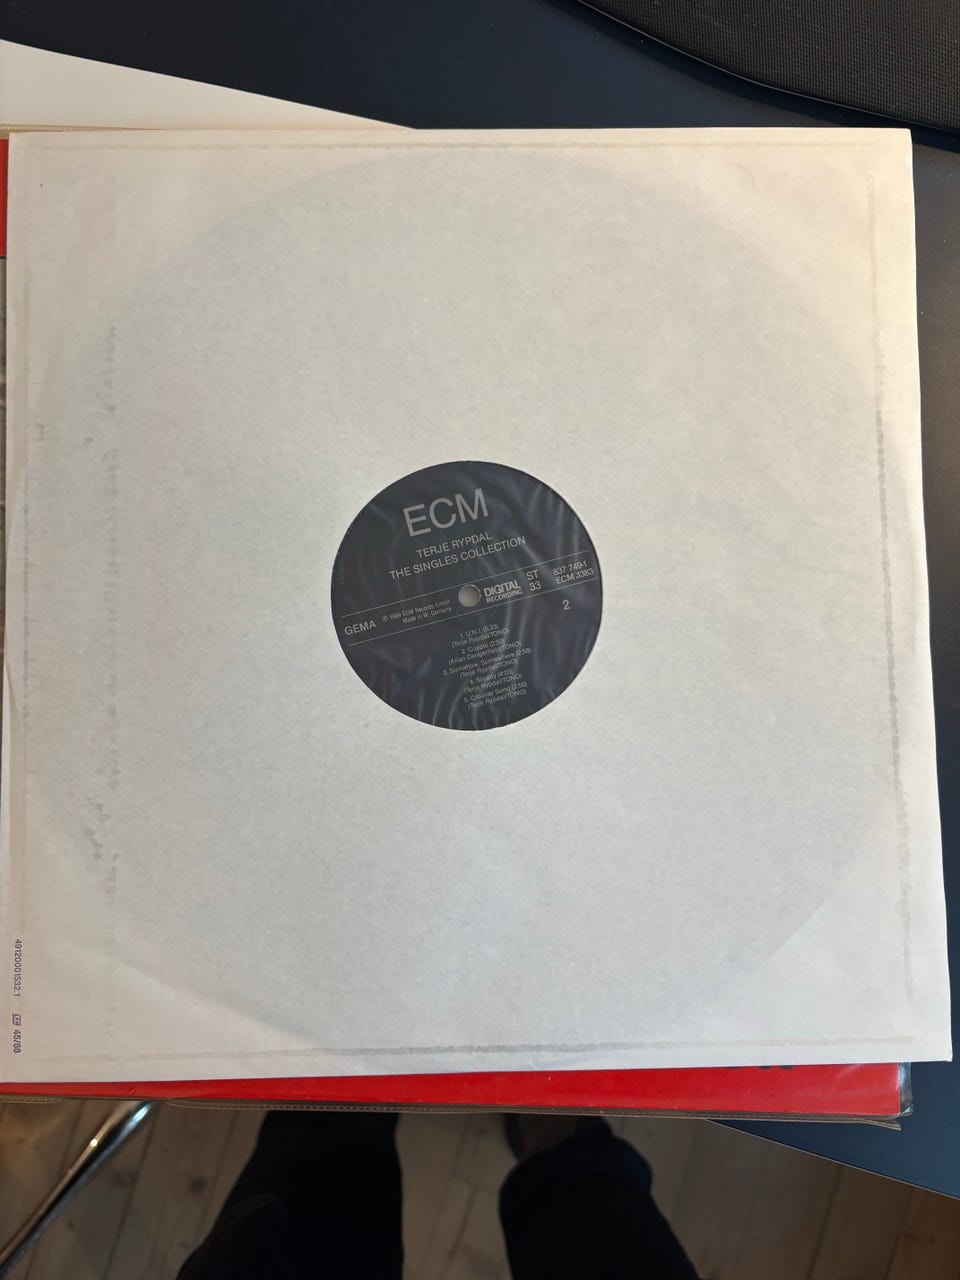 ECM
TERJE RYPDAL
THE SINGLES COLLECTION
GEMA
℗ 1989 ECM Records GmbH
Made in W. Germany
DIGITAL
RECORDING
ST
33
837 749-1
ECM 1383
2
1. U.N.I. (5:33)
(Terje Rypdal/TONO)
2. Coyote (2:50)
(Allan Dangerfield/TONO)
3. Somehow, Somewhere (2:58)
(Terje Rypdal/TONO)
4. Steady (4:03)
(Terje Rypdal/TONO)
5. Crooner Song (2:50)
(Terje Rypdal/TONO)
49120001532.1
45/88